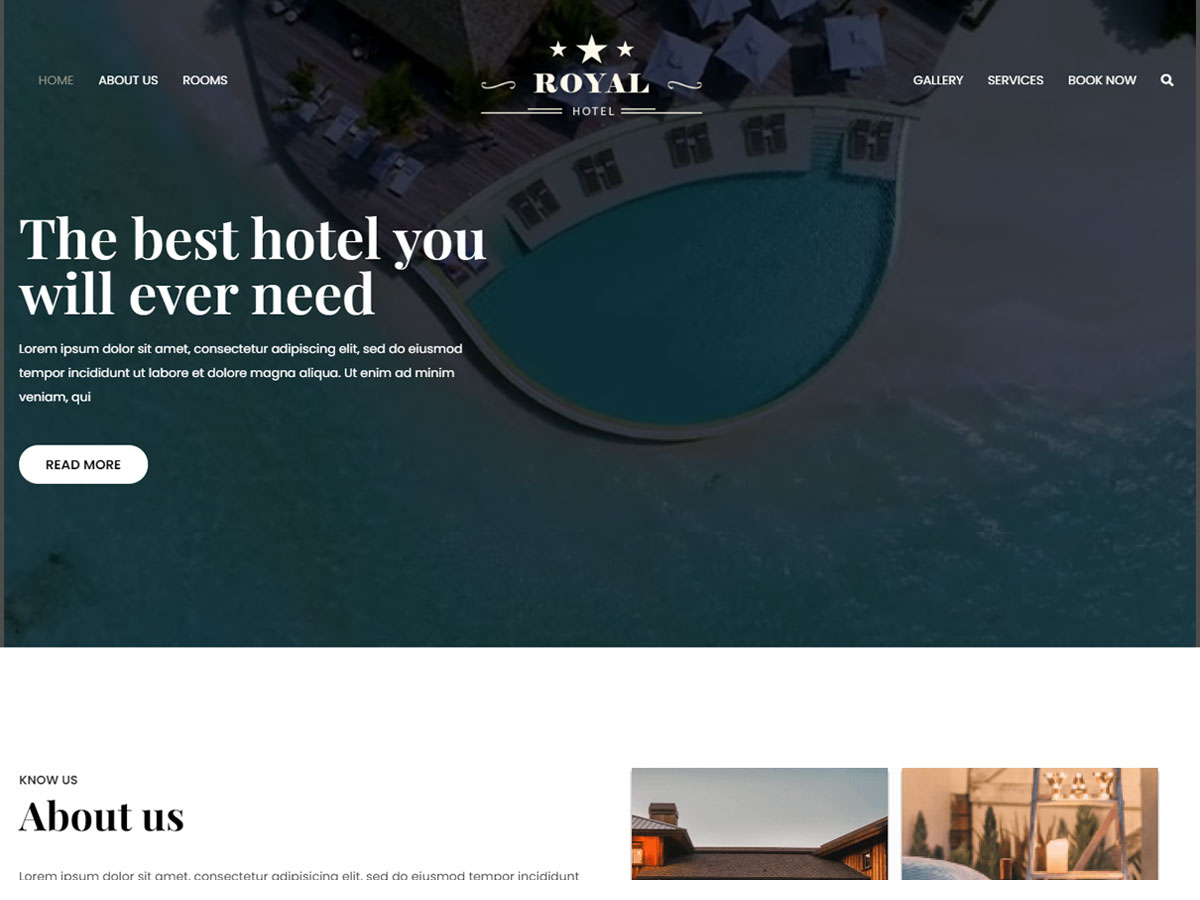 HOME ABOUT US ROOMS
ROYAL
HOTEL
GALLERY SERVICES BOOK NOW
The best hotel you
will ever need
Lorem ipsum dolor sit amet, consectetur adipiscing elit, sed do eiusmod
tempor incididunt ut labore et dolore magna aliqua. Ut enim ad minim
veniam, qui
READ MORE
KNOW US
About us
Lorem ipsum dolor sit amet, consectetur adipisicing elit, sed do eiusmod tempor incididunt